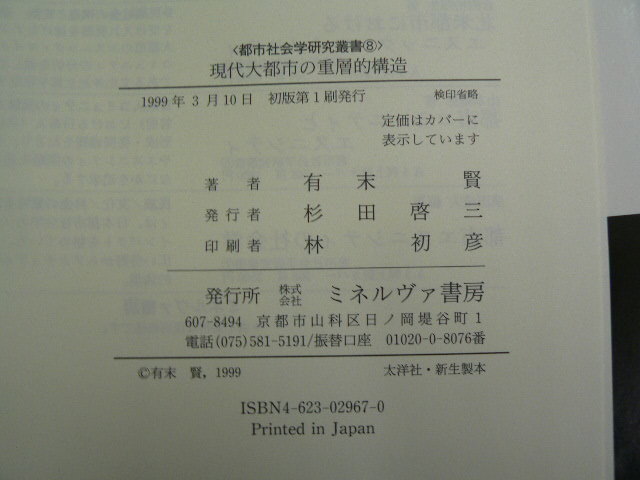 〈都市社会学研究叢書⑧〉
現代大都市の重層的構造
1999年3月10日 初版第1刷発行 検印省略
定価はカバーに
表示しています
著者 有末賢
発行者 杉田啓三
印刷者 林初彦
発行所 株式会社 ミネルヴァ書房
607-8494 京都市山科区日ノ岡堤谷町1
電話(075)581-5191/振替口座 01020-0-8076番
©有末 賢, 1999 太洋社・新生製本
ISBN4-623-02967-0
Printed in Japan